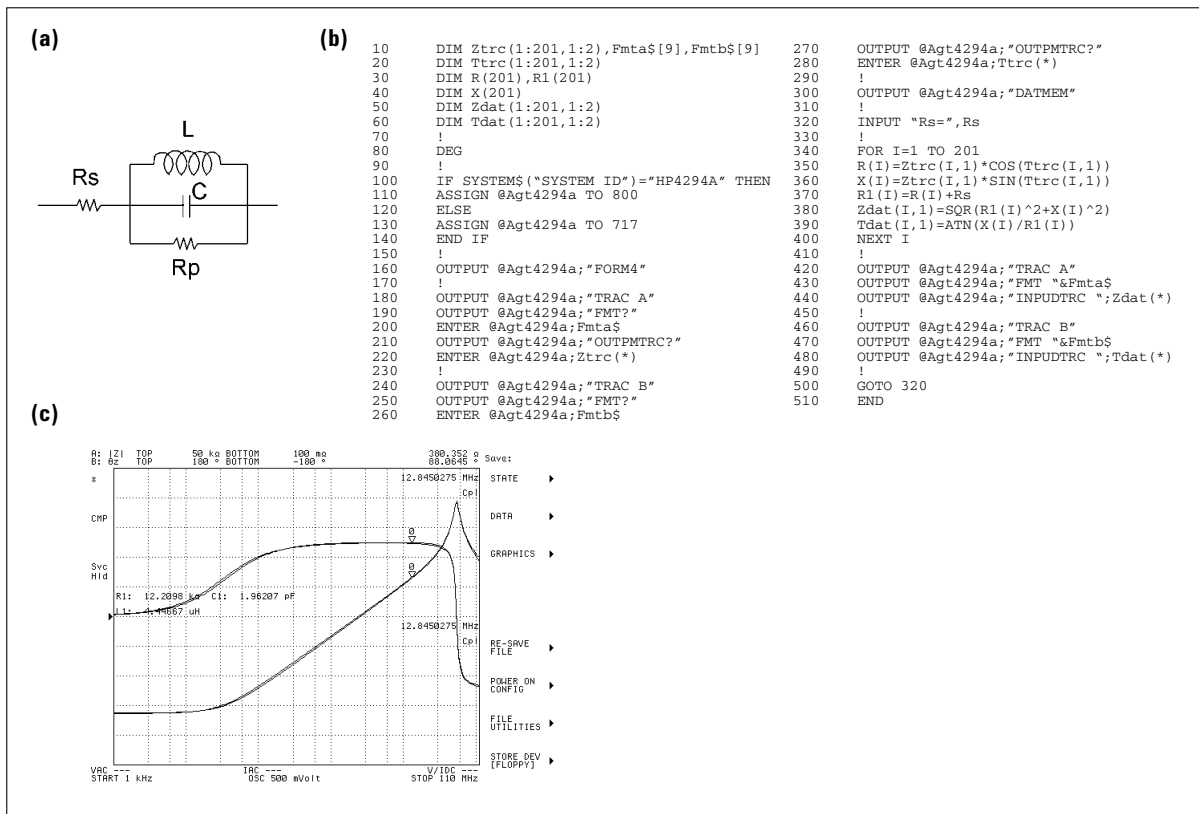 (a)
L
Rs
C
Rp
(b)
10 DIM Ztrc(1:201,1:2),Fmta$[9],Fmtb$[9]
20 DIM Ttrc(1:201,1:2)
30 DIM R(201),R1(201)
40 DIM X(201)
50 DIM Zdat(1:201,1:2)
60 DIM Tdat(1:201,1:2)
70 !
80 DEG
90 !
100 IF SYSTEM$(“SYSTEM ID”)=”HP4294A” THEN
110 ASSIGN @Agt4294a TO 800
120 ELSE
130 ASSIGN @Agt4294a TO 717
140 END IF
150 !
160 OUTPUT @Agt4294a;”FORM4”
170 !
180 OUTPUT @Agt4294a;”TRAC A”
190 OUTPUT @Agt4294a;”FMT?”
200 ENTER @Agt4294a;Fmta$
210 OUTPUT @Agt4294a;”OUTPMTRC?”
220 ENTER @Agt4294a;Ztrc(*)
230 !
240 OUTPUT @Agt4294a;”TRAC B”
250 OUTPUT @Agt4294a;”FMT?”
260 ENTER @Agt4294a;Fmtb$
270 OUTPUT @Agt4294a;”OUTPMTRC?”
280 ENTER @Agt4294a;Ttrc(*)
290 !
300 OUTPUT @Agt4294a;”DATMEM”
310 !
320 INPUT “Rs=”,Rs
330 !
340 FOR I=1 TO 201
350 R(I)=Ztrc(I,1)*COS(Ttrc(I,1))
360 X(I)=Ztrc(I,1)*SIN(Ttrc(I,1))
370 R1(I)=R(I)+Rs
380 Zdat(I,1)=SQR(R1(I)^2+X(I)^2)
390 Tdat(I,1)=ATN(X(I)/R1(I))
400 NEXT I
410 !
420 OUTPUT @Agt4294a;”TRAC A”
430 OUTPUT @Agt4294a;”FMT “&Fmta$
440 OUTPUT @Agt4294a;”INPUDTRC “;Zdat(*)
450 !
460 OUTPUT @Agt4294a;”TRAC B”
470 OUTPUT @Agt4294a;”FMT “&Fmtb$
480 OUTPUT @Agt4294a;”INPUDTRC “;Tdat(*)
490 !
500 GOTO 320
510 END
(c)
A: |Z| TOP 50 kΩ BOTTOM 100 mΩ 380.352 Ω Save:
B: θz TOP 180 ° BOTTOM -180 ° 88.0645 °
* 12.8450275 MHz STATE
Cpl
CMP DATA
0
GRAPHICS
Svc
Hld 0
R1: 12.2098 kΩ C1: 1.96207 pF
L1: uH
12.8450275 MHz
Cpl RE-SAVE
FILE
POWER ON
CONFIG
FILE
UTILITIES
STORE DEV
[FLOPPY]
VAC --- IAC --- V/IDC ---
START 1 kHz OSC 500 mVolt STOP 110 MHz